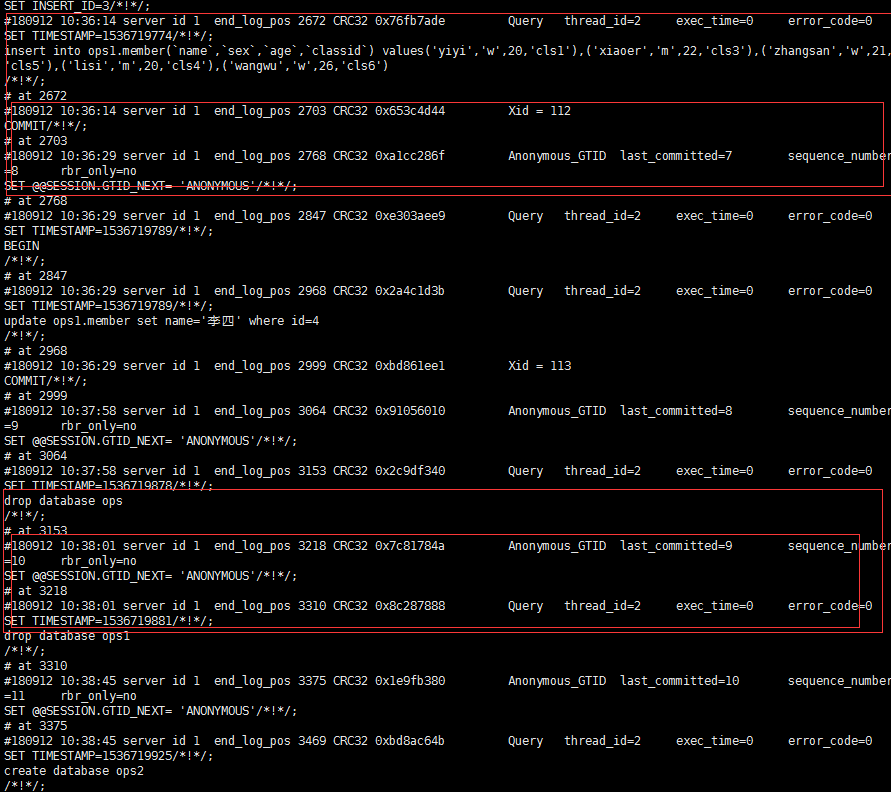 SET INSERT_ID=3/*!*/;
#180912 10:36:14 server id 1  end_log_pos 2672 CRC32 0x76fb7ade         Query   thread_id=2     exec_time=0     error_code=0
SET TIMESTAMP=1536719774/*!*/;
insert into ops1.member(`name`,`sex`,`age`,`classid`) values('yiyi','w',20,'cls1'),('xiaoer','m',22,'cls3'),('zhangsan','w',21,
'cls5'),('lisi','m',20,'cls4'),('wangwu','w',26,'cls6')
/*!*/;
# at 2672
#180912 10:36:14 server id 1  end_log_pos 2703 CRC32 0x653c4d44         Xid = 112
COMMIT/*!*/;
# at 2703
#180912 10:36:29 server id 1  end_log_pos 2768 CRC32 0xa1cc286f         Anonymous_GTID  last_committed=7        sequence_number
=8      rbr_only=no
SET @@SESSION.GTID_NEXT= 'ANONYMOUS'/*!*/;
# at 2768
#180912 10:36:29 server id 1  end_log_pos 2847 CRC32 0xe303aee9         Query   thread_id=2     exec_time=0     error_code=0
SET TIMESTAMP=1536719789/*!*/;
BEGIN
/*!*/;
# at 2847
#180912 10:36:29 server id 1  end_log_pos 2968 CRC32 0x2a4c1d3b         Query   thread_id=2     exec_time=0     error_code=0
SET TIMESTAMP=1536719789/*!*/;
update ops1.member set name='李四' where id=4
/*!*/;
# at 2968
#180912 10:36:29 server id 1  end_log_pos 2999 CRC32 0xbd861ee1         Xid = 113
COMMIT/*!*/;
# at 2999
#180912 10:37:58 server id 1  end_log_pos 3064 CRC32 0x91056010         Anonymous_GTID  last_committed=8        sequence_number
=9      rbr_only=no
SET @@SESSION.GTID_NEXT= 'ANONYMOUS'/*!*/;
# at 3064
#180912 10:37:58 server id 1  end_log_pos 3153 CRC32 0x2c9df340         Query   thread_id=2     exec_time=0     error_code=0
SET TIMESTAMP=1536719878/*!*/;
drop database ops
/*!*/;
# at 3153
#180912 10:38:01 server id 1  end_log_pos 3218 CRC32 0x7c81784a         Anonymous_GTID  last_committed=9        sequence_number
=10     rbr_only=no
SET @@SESSION.GTID_NEXT= 'ANONYMOUS'/*!*/;
# at 3218
#180912 10:38:01 server id 1  end_log_pos 3310 CRC32 0x8c287888         Query   thread_id=2     exec_time=0     error_code=0
SET TIMESTAMP=1536719881/*!*/;
drop database ops1
/*!*/;
# at 3310
#180912 10:38:45 server id 1  end_log_pos 3375 CRC32 0x1e9fb380         Anonymous_GTID  last_committed=10       sequence_number
=11     rbr_only=no
SET @@SESSION.GTID_NEXT= 'ANONYMOUS'/*!*/;
# at 3375
#180912 10:38:45 server id 1  end_log_pos 3469 CRC32 0xbd8ac64b         Query   thread_id=2     exec_time=0     error_code=0
SET TIMESTAMP=1536719925/*!*/;
create database ops2
/*!*/;